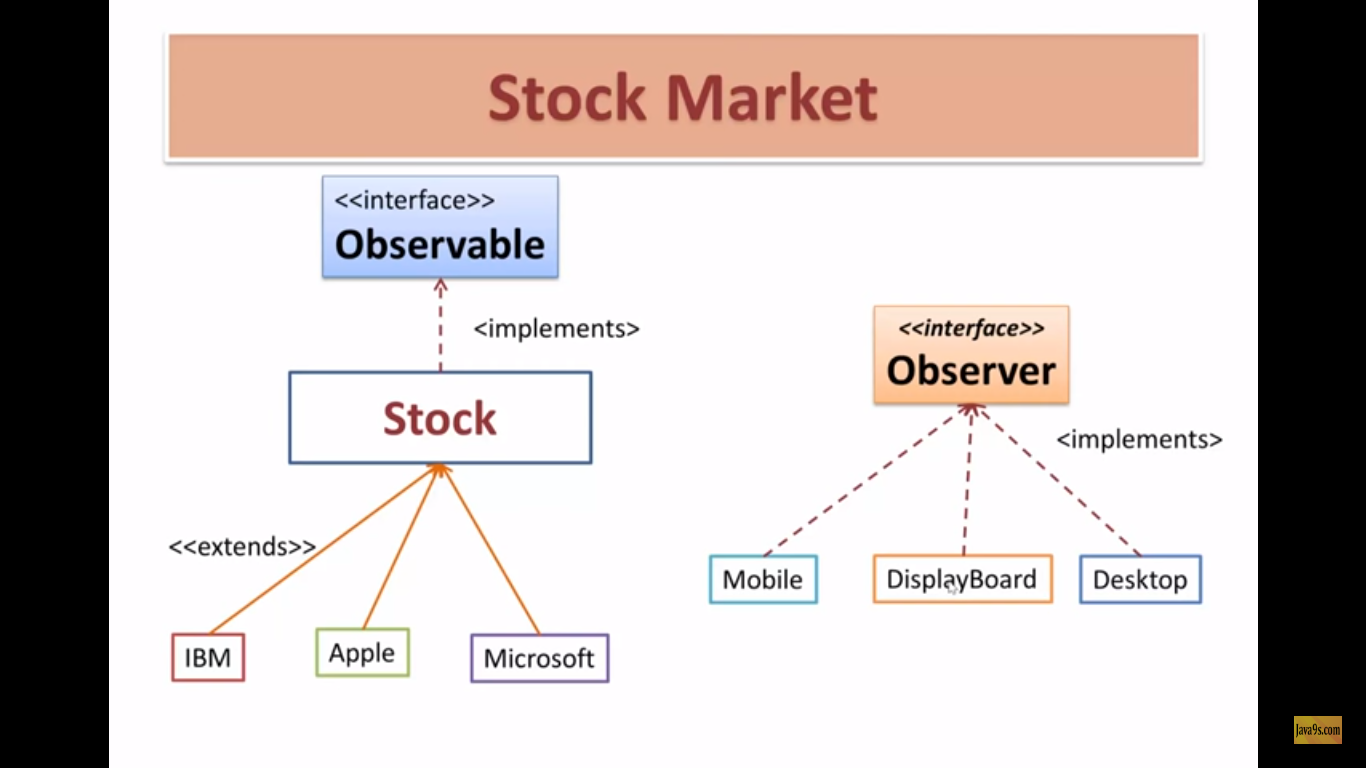 Stock Market
<<interface>>
Observable
<implements>
Stock
<<extends>>
IBM
Apple
Microsoft
<<interface>>
Observer
<implements>
Mobile
DisplayBoard
Desktop
Java9s.com